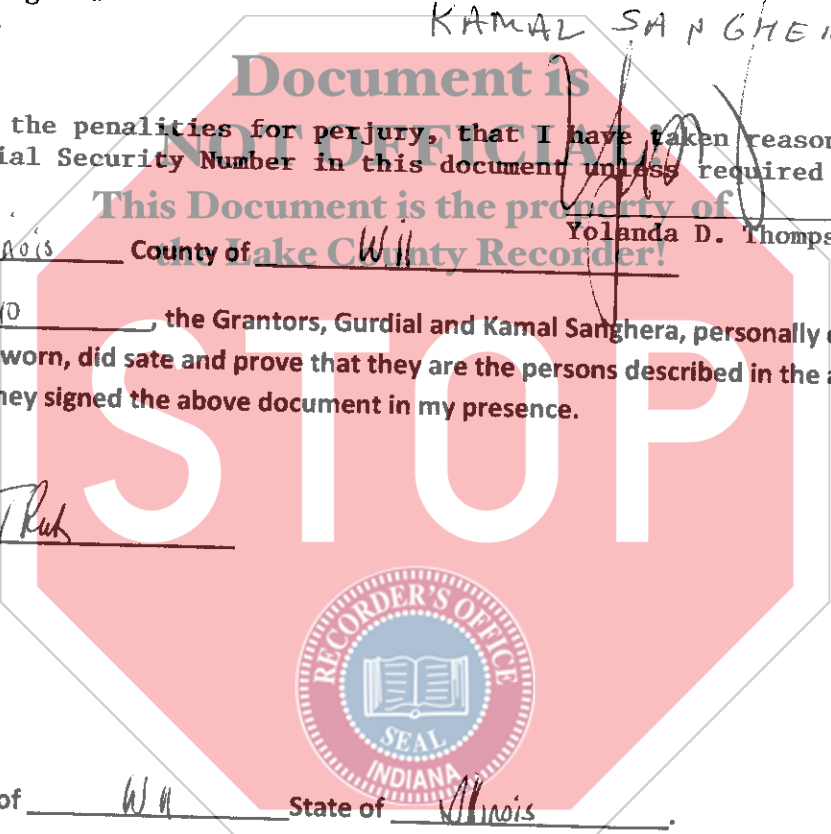 KAMAL SANGHE
Document is
NOT OFFICIAL!
the penalities for perjury, that I have taken reason
ial Security Number in this document unless required
This Document is the property of
the Lake County Recorder!
Yolanda D. Thomps
nois County of Will
, the Grantors, Gurdial and Kamal Sanghera, personally
worn, did sate and prove that they are the persons described in the a
hey signed the above document in my presence.
STOP
RECORDER'S OFFICE
SEAL
INDIANA
of Will State of Illinois.